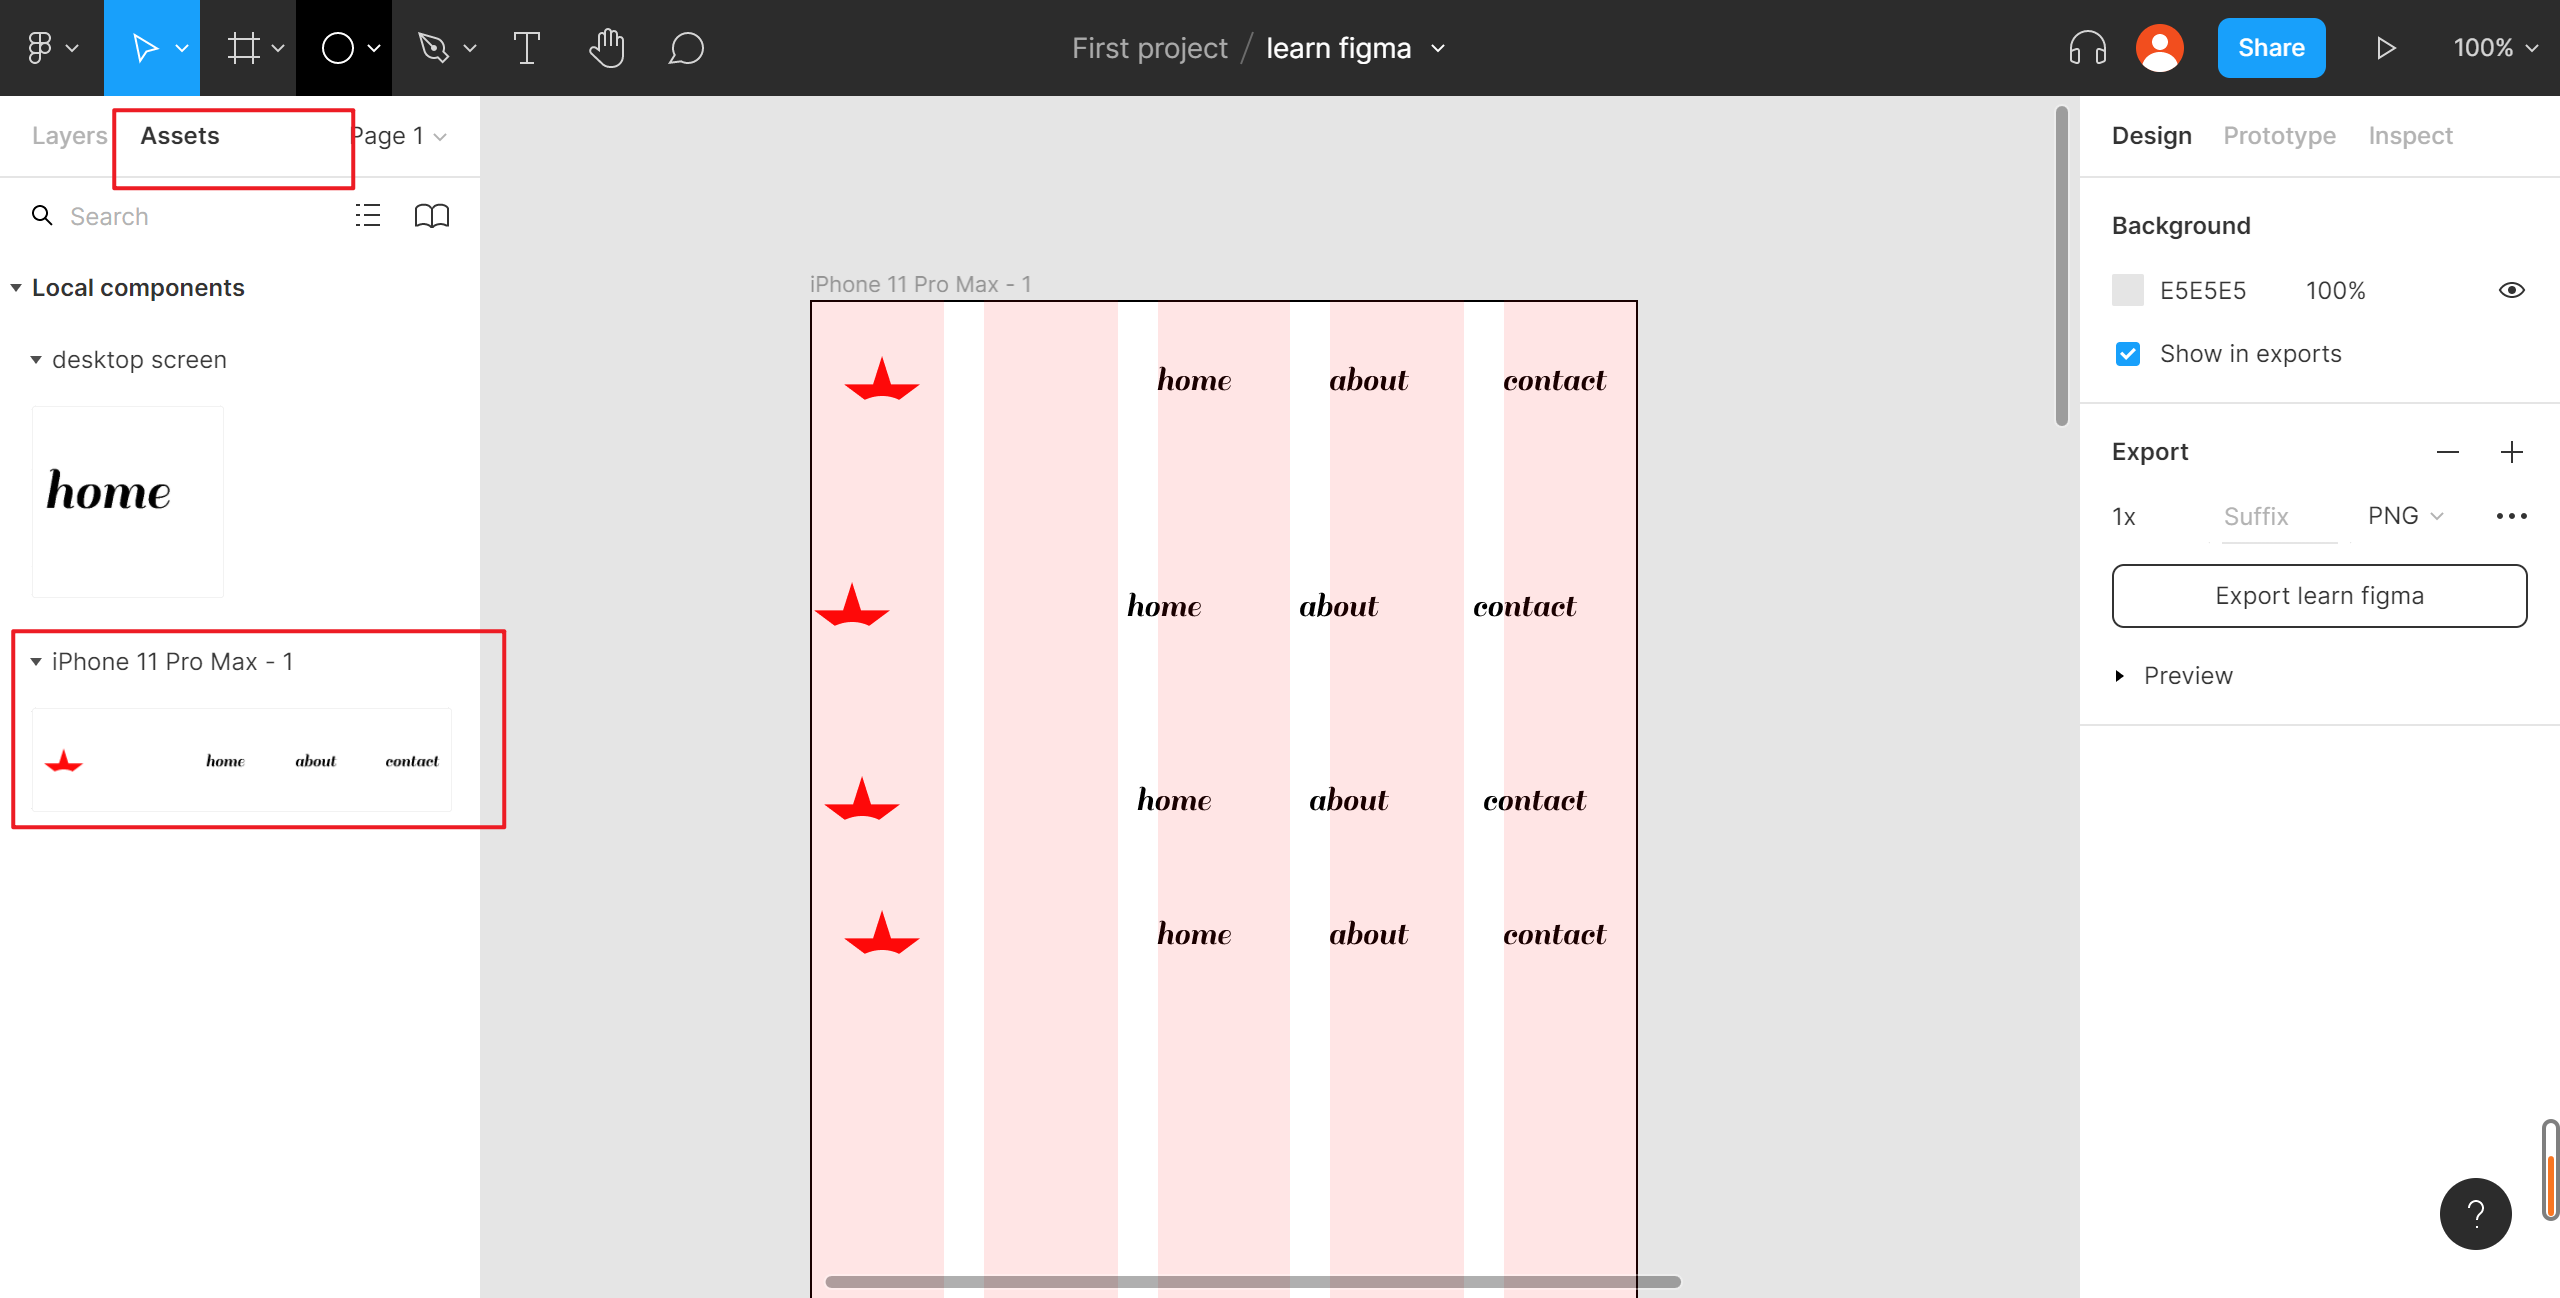 First project / learn figma
Share
100%
Layers
Assets
Page 1
Search
Local components
desktop screen
home
iPhone 11 Pro Max - 1
home about contact
iPhone 11 Pro Max - 1
home about contact
home about contact
home about contact
home about contact
Design
Prototype
Inspect
Background
E5E5E5 100%
Show in exports
Export
1x Suffix PNG
Export learn figma
Preview
?